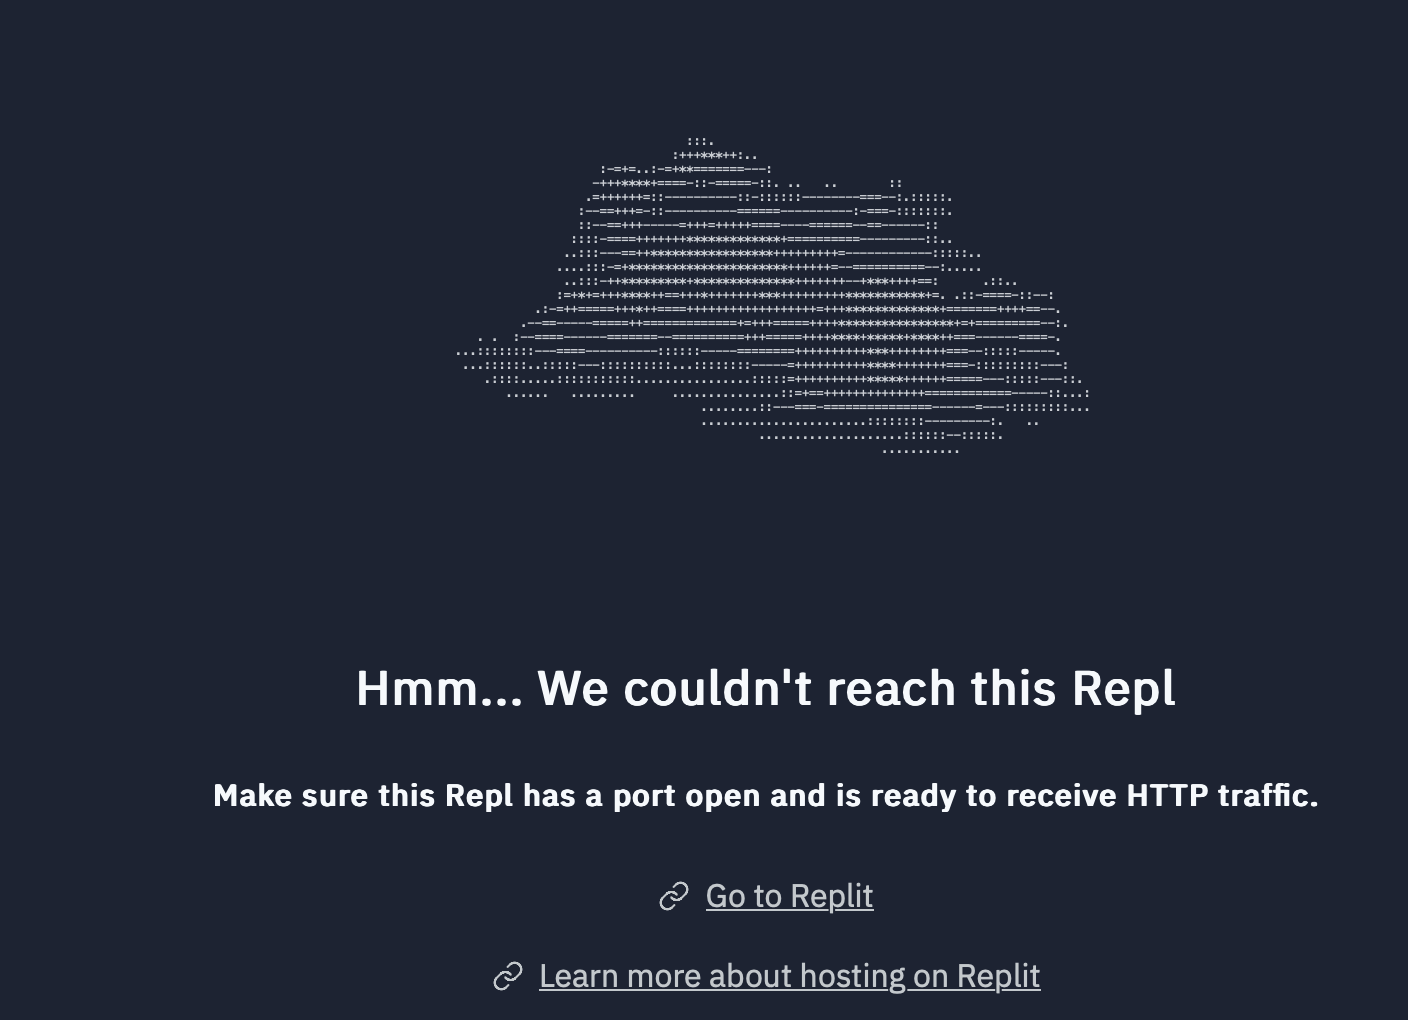 Hmm... We couldn't reach this Repl
Make sure this Repl has a port open and is ready to receive HTTP traffic.
Go to Replit
Learn more about hosting on Replit